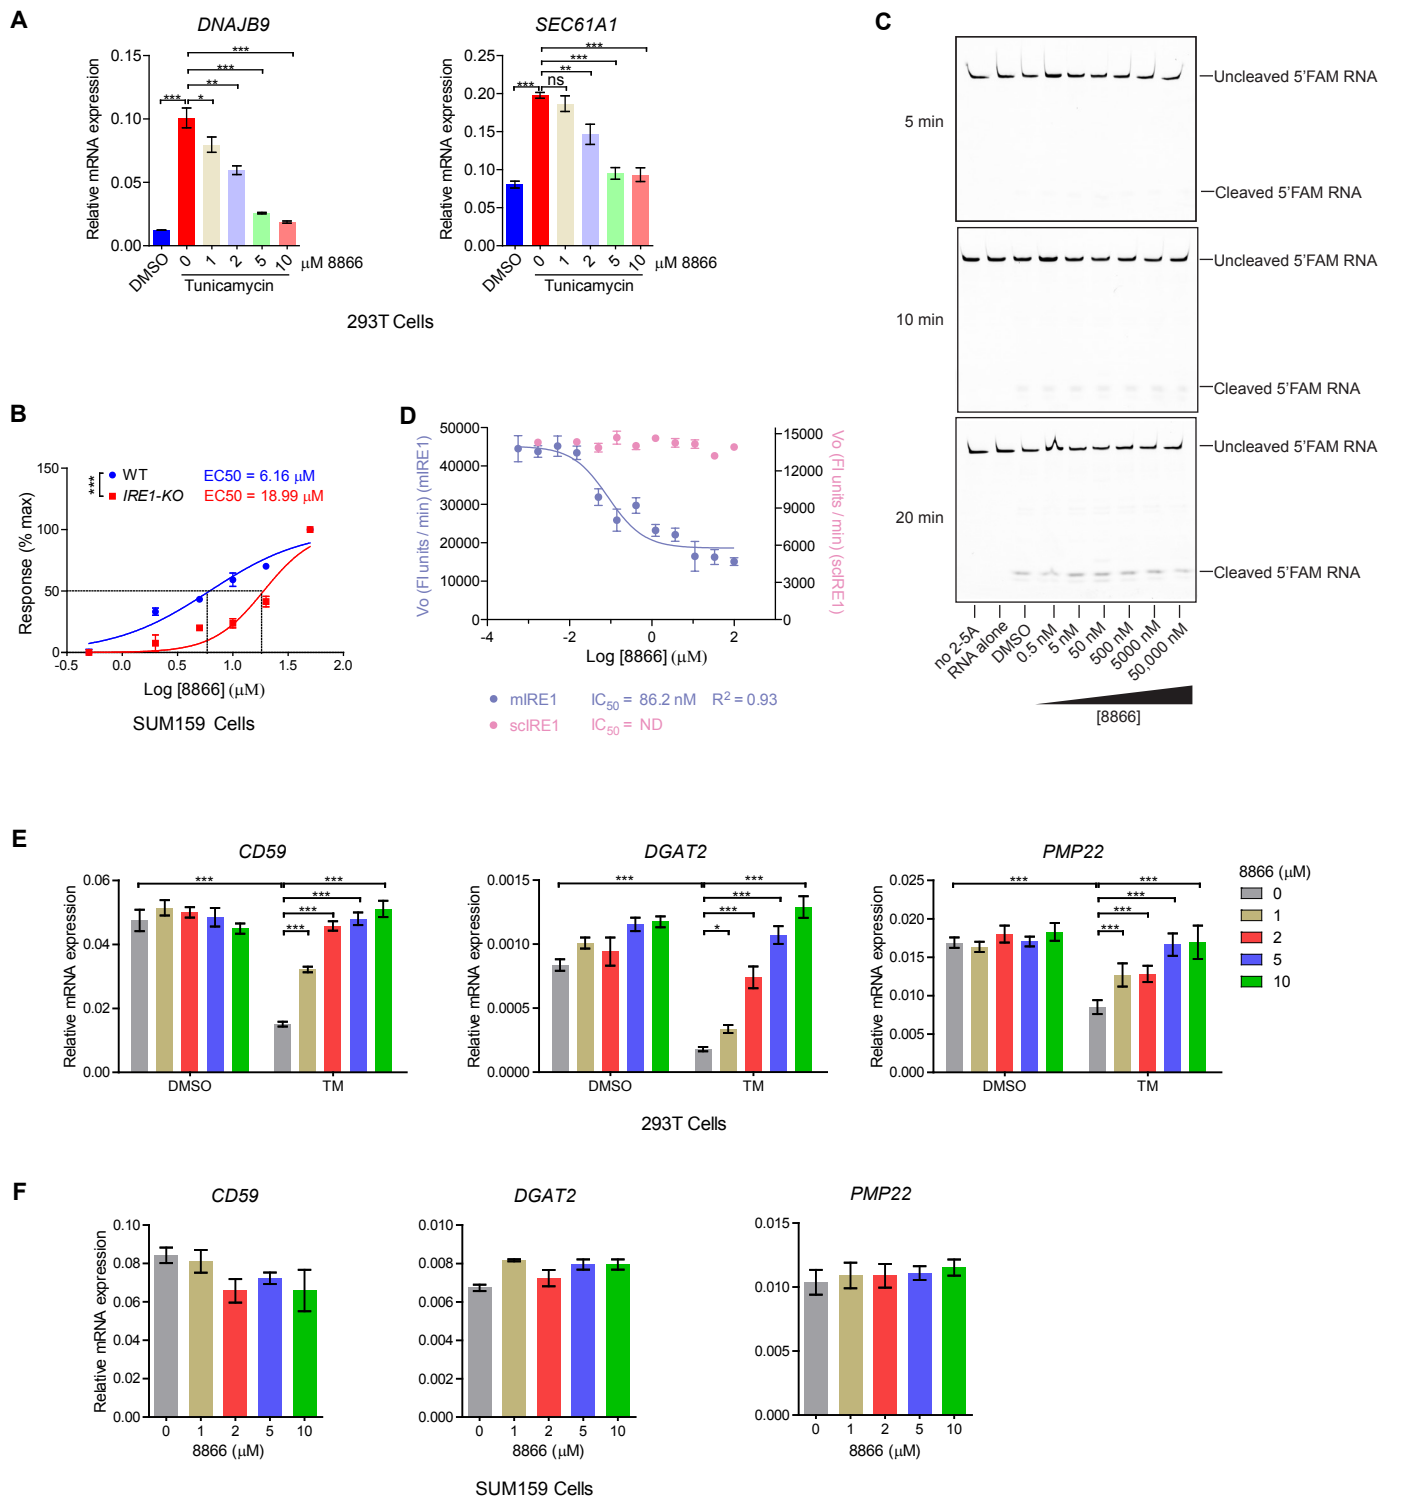 A
DNAJB9
Relative mRNA expression
0.15
0.10
0.05
0.00
***
***
**
*** *
DMSO 0 1 2 5 10 μM 8866
Tunicamycin
SEC61A1
Relative mRNA expression
0.25
0.20
0.15
0.10
0.05
0.00
***
***
**
*** ns
DMSO 0 1 2 5 10 μM 8866
Tunicamycin
293T Cells
C
5 min
Uncleaved 5'FAM RNA
Cleaved 5'FAM RNA
10 min
Uncleaved 5'FAM RNA
Cleaved 5'FAM RNA
20 min
Uncleaved 5'FAM RNA
Cleaved 5'FAM RNA
no 2-5A
RNA alone
DMSO
0.5 nM
5 nM
50 nM
500 nM
5000 nM
50,000 nM
[8866]
B
*** WT EC50 = 6.16 μM
IRE1-KO EC50 = 18.99 μM
Response (% max)
150
100
50
0
-0.5 0.0 0.5 1.0 1.5 2.0
Log [8866] (μM)
SUM159 Cells
D
Vo (FI units / min) (mIRE1)
50000
40000
30000
20000
10000
0
15000
12000
9000
6000
3000
0
Vo (FI units / min) (scIRE1)
-4 -2 0 2
Log [8866] (μM)
mIRE1 IC50 = 86.2 nM R2 = 0.93
scIRE1 IC50 = ND
E
CD59
Relative mRNA expression
0.06
0.04
0.02
0.00
*** ***
***
***
***
DMSO TM
DGAT2
Relative mRNA expression
0.0015
0.0010
0.0005
0.0000
*** ***
***
***
*
DMSO TM
PMP22
Relative mRNA expression
0.025
0.020
0.015
0.010
0.005
0.000
*** ***
***
***
***
DMSO TM
8866 (μM)
0
1
2
5
10
293T Cells
F
CD59
Relative mRNA expression
0.10
0.08
0.06
0.04
0.02
0.00
0 1 2 5 10
8866 (μM)
DGAT2
0.010
0.008
0.006
0.004
0.002
0.000
0 1 2 5 10
8866 (μM)
PMP22
0.015
0.010
0.005
0.000
0 1 2 5 10
8866 (μM)
SUM159 Cells